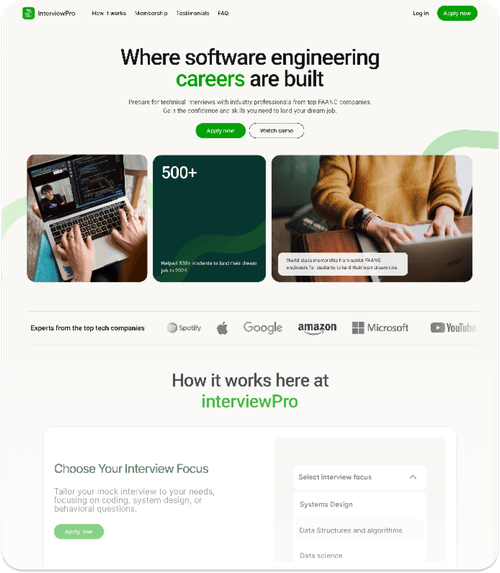 InterviewPro How it works Membership Testimonials FAQ Log in Apply now
Where software engineering
careers are built
Prepare for technical interviews with industry professionals from top FAANG companies.
Gain the confidence and skills you need to land your dream job.
Apply now Watch demo
500+
Helped 500+ students to land their dream
job in 2023
World class mentorship from senior FAANG
engineers for students to land their next dream role
Experts from the top tech companies Spotify Google amazon Microsoft YouTube
How it works here at
interviewPro
Choose Your Interview Focus
Tailor your mock interview to your needs,
focusing on coding, system design, or
behavioral questions.
Apply now
Select interview focus
Systems Design
Data Structures and algorithms
Data science